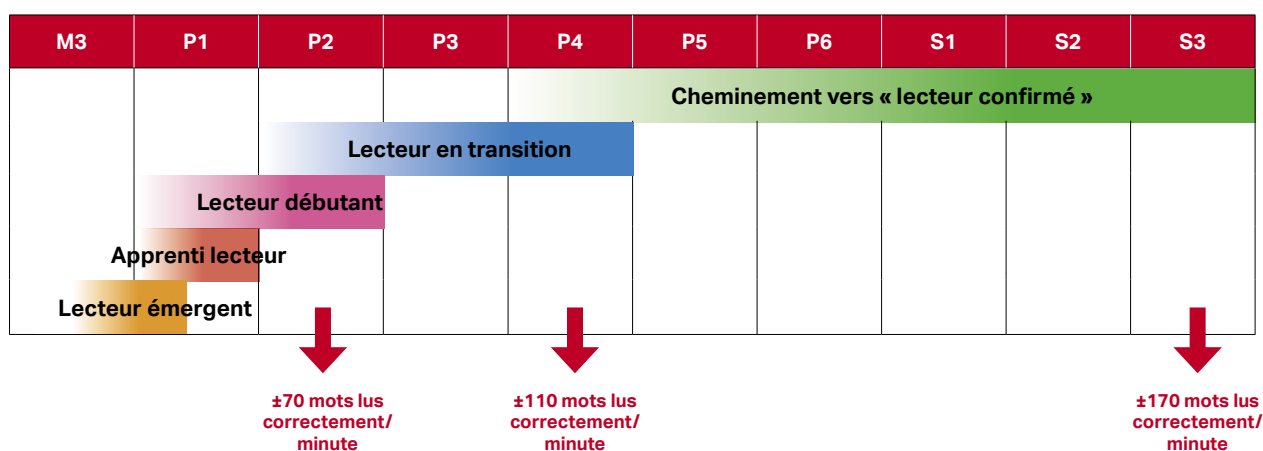 M3 P1 P2 P3 P4 P5 P6 S1 S2 S3
Cheminement vers « lecteur confirmé »
Lecteur en transition
Lecteur débutant
Apprenti lecteur
Lecteur émergent
±70 mots lus
correctement/
minute
±110 mots lus
correctement/
minute
±170 mots lus
correctement/
minute